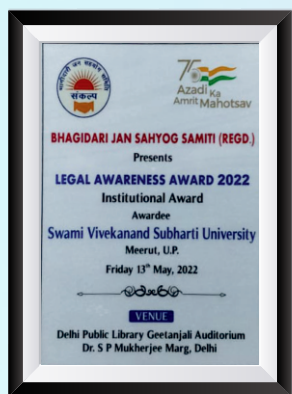 संकल्प
75
Azadi Ka
Amrit Mahotsav
BHAGIDARI JAN SAHYOG SAMITI (REGD.)
Presents
LEGAL AWARENESS AWARD 2022
Institutional Award
Awardee
Swami Vivekanand Subharti University
Meerut, U.P.
Friday 13th May, 2022
VENUE
Delhi Public Library Geetanjali Auditorium
Dr. S P Mukherjee Marg, Delhi